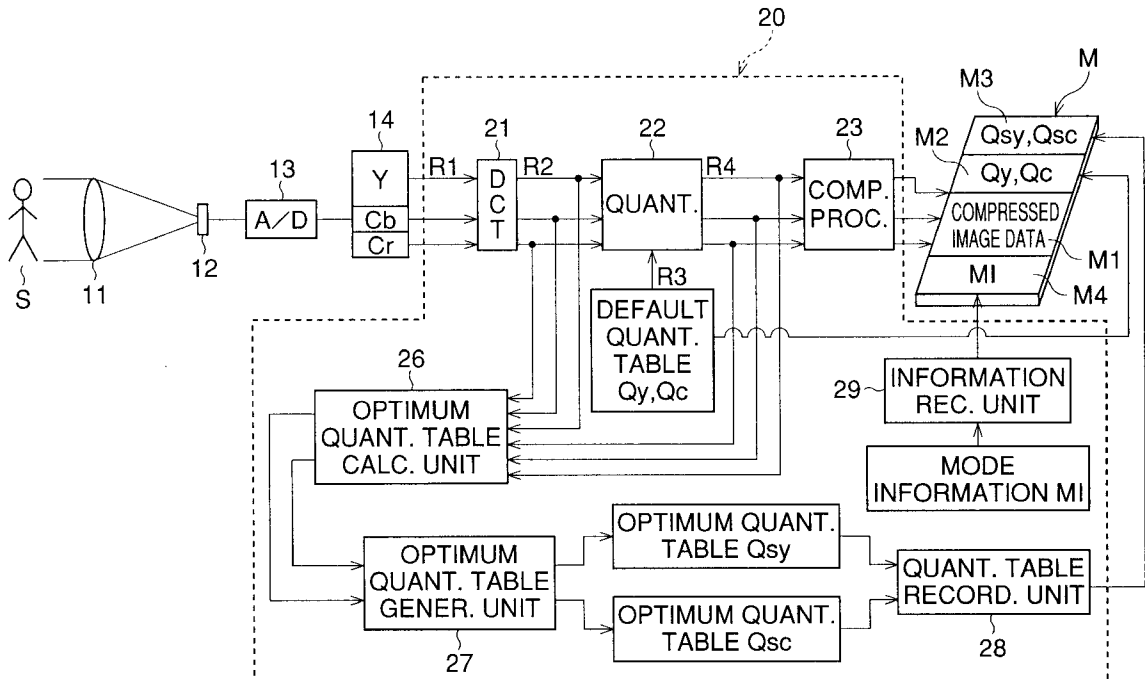 20
M3
M
14
21
22
23
Qsy,Qsc
13
M2
Y
R1
D
C
T
R2
QUANT.
R4
COMP.
PROC.
Qy,Qc
A/D
COMPRESSED
IMAGE DATA
Cb
Cr
M1
12
11
S
MI
M4
R3
DEFAULT
QUANT.
TABLE
Qy,Qc
26
OPTIMUM
QUANT. TABLE
CALC. UNIT
29
INFORMATION
REC. UNIT
MODE
INFORMATION MI
OPTIMUM QUANT.
TABLE Qsy
OPTIMUM
QUANT. TABLE
GENER. UNIT
QUANT. TABLE
RECORD. UNIT
OPTIMUM QUANT.
TABLE Qsc
27
28